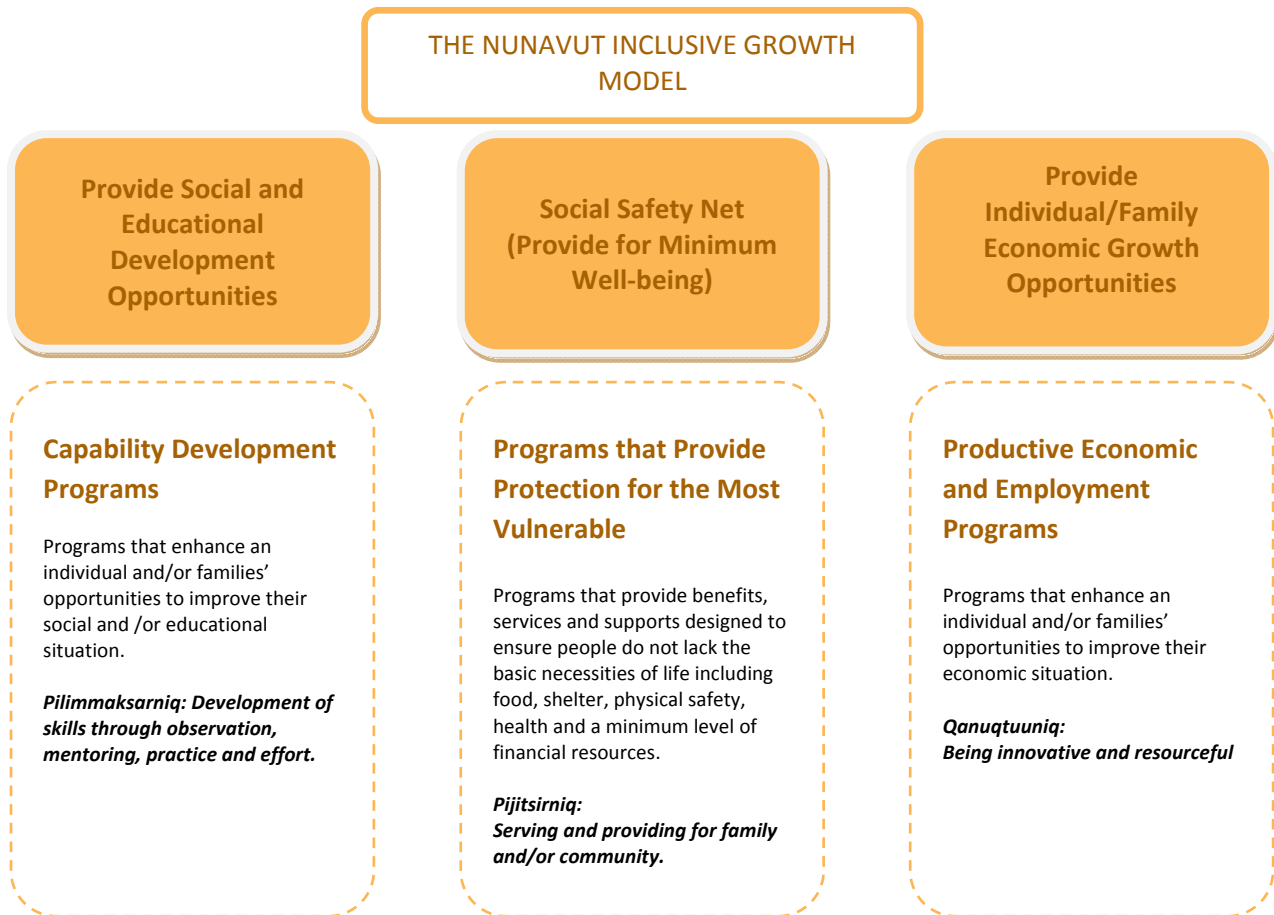 THE NUNAVUT INCLUSIVE GROWTH
MODEL
Provide Social and
Educational
Development
Opportunities
Social Safety Net
(Provide for Minimum
Well-being)
Provide
Individual/Family
Economic Growth
Opportunities
Capability Development
Programs
Programs that enhance an
individual and/or families’
opportunities to improve their
social and /or educational
situation.
Pilimmaksarniq: Development of
skills through observation,
mentoring, practice and effort.
Programs that Provide
Protection for the Most
Vulnerable
Programs that provide benefits,
services and supports designed to
ensure people do not lack the
basic necessities of life including
food, shelter, physical safety,
health and a minimum level of
financial resources.
Pijitsirniq:
Serving and providing for family
and/or community.
Productive Economic
and Employment
Programs
Programs that enhance an
individual and/or families’
opportunities to improve their
economic situation.
Qanuqtuuniq:
Being innovative and resourceful